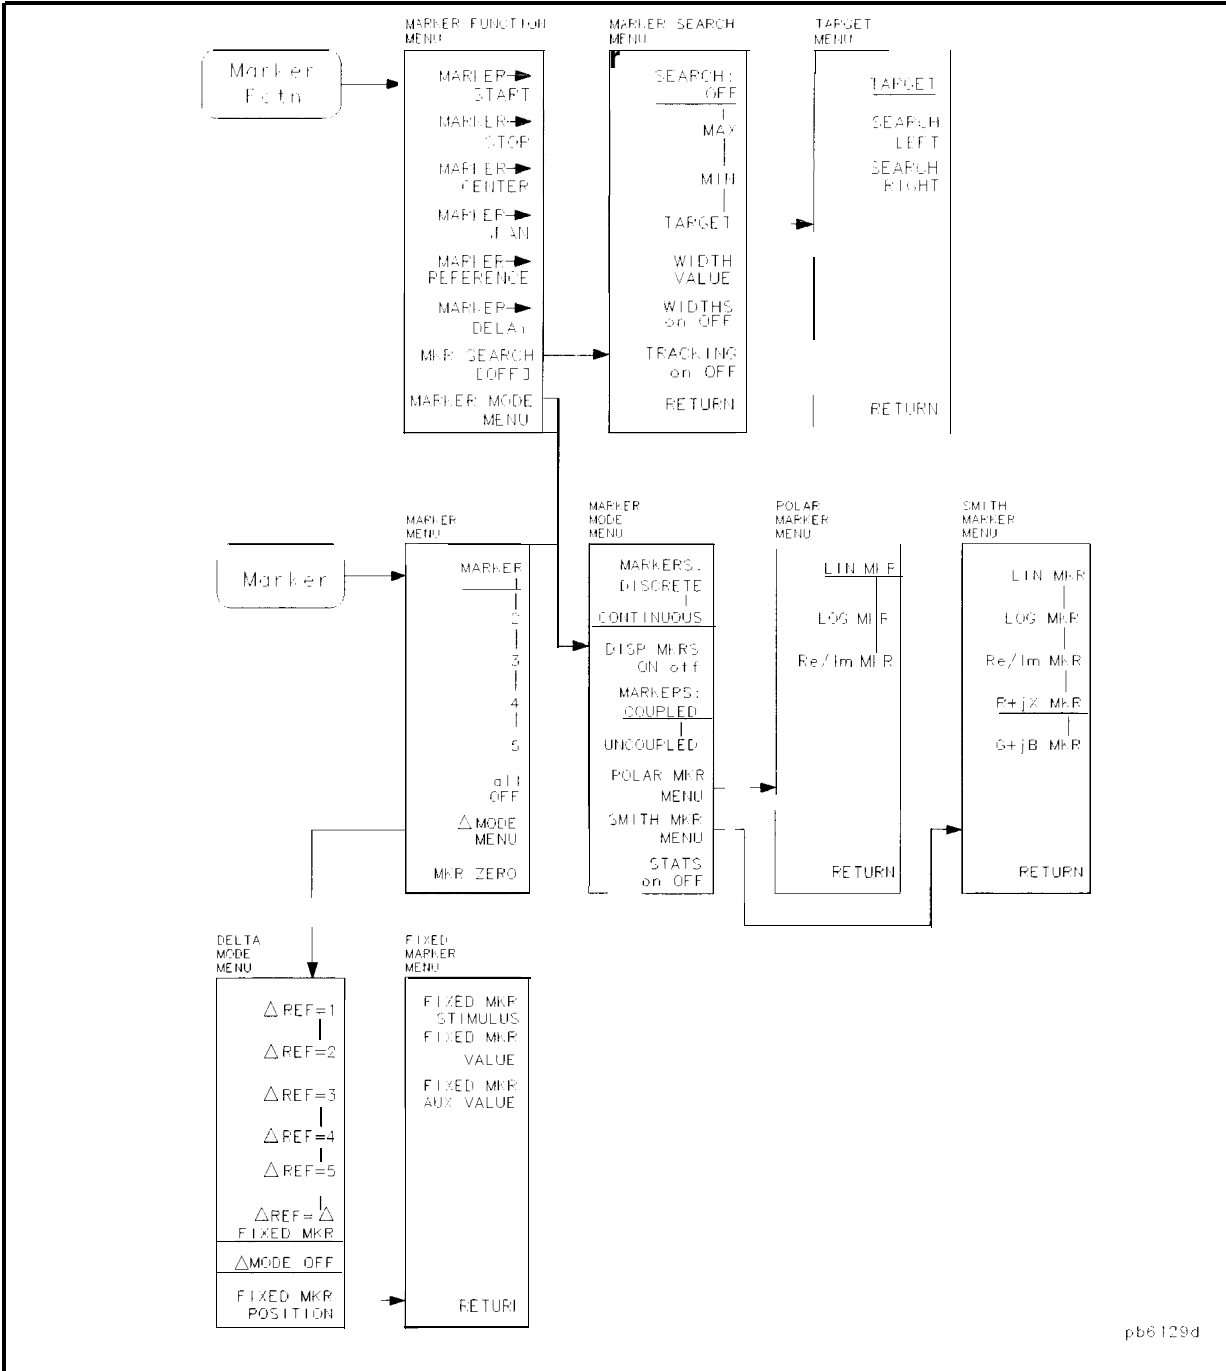 MARKER FUNCTION
MENU
Marker
Fctn
MARKER
START
MARKER
STOP
MARKER
CENTER
MARKER
SPAN
MARKER
REFERENCE
MARKER
DELAY
MKR SEARCH
[OFF]
MARKER MODE
MENU
MARKER SEARCH
MENU
SEARCH:
OFF
MAX
MIN
TARGET
WIDTH
VALUE
WIDTHS
on OFF
TRACKING
on OFF
RETURN
TARGET
MENU
TARGET
SEARCH
LEFT
SEARCH
RIGHT
RETURN
Marker
MARKER
MENU
MARKER
1
2
3
4
5
all
OFF
△ MODE
MENU
MKR ZERO
MARKER
MODE
MENU
MARKERS:
DISCRETE
CONTINUOUS
DISP MKRS
ON off
MARKERS:
COUPLED
UNCOUPLED
POLAR MKR
MENU
SMITH MKR
MENU
STATS
on OFF
POLAR
MARKER
MENU
LIN MKR
LOG MKR
Re/Im MKR
RETURN
SMITH
MARKER
MENU
LIN MKR
LOG MKR
Re/Im MKR
R+jX MKR
G+jB MKR
RETURN
DELTA
MODE
MENU
△ REF=1
△ REF=2
△ REF=3
△ REF=4
△ REF=5
△REF= △
FIXED MKR
△MODE OFF
FIXED MKR
POSITION
FIXED
MARKER
MENU
FIXED MKR
STIMULUS
FIXED MKR
VALUE
FIXED MKR
AUX VALUE
RETURN
pb6129d